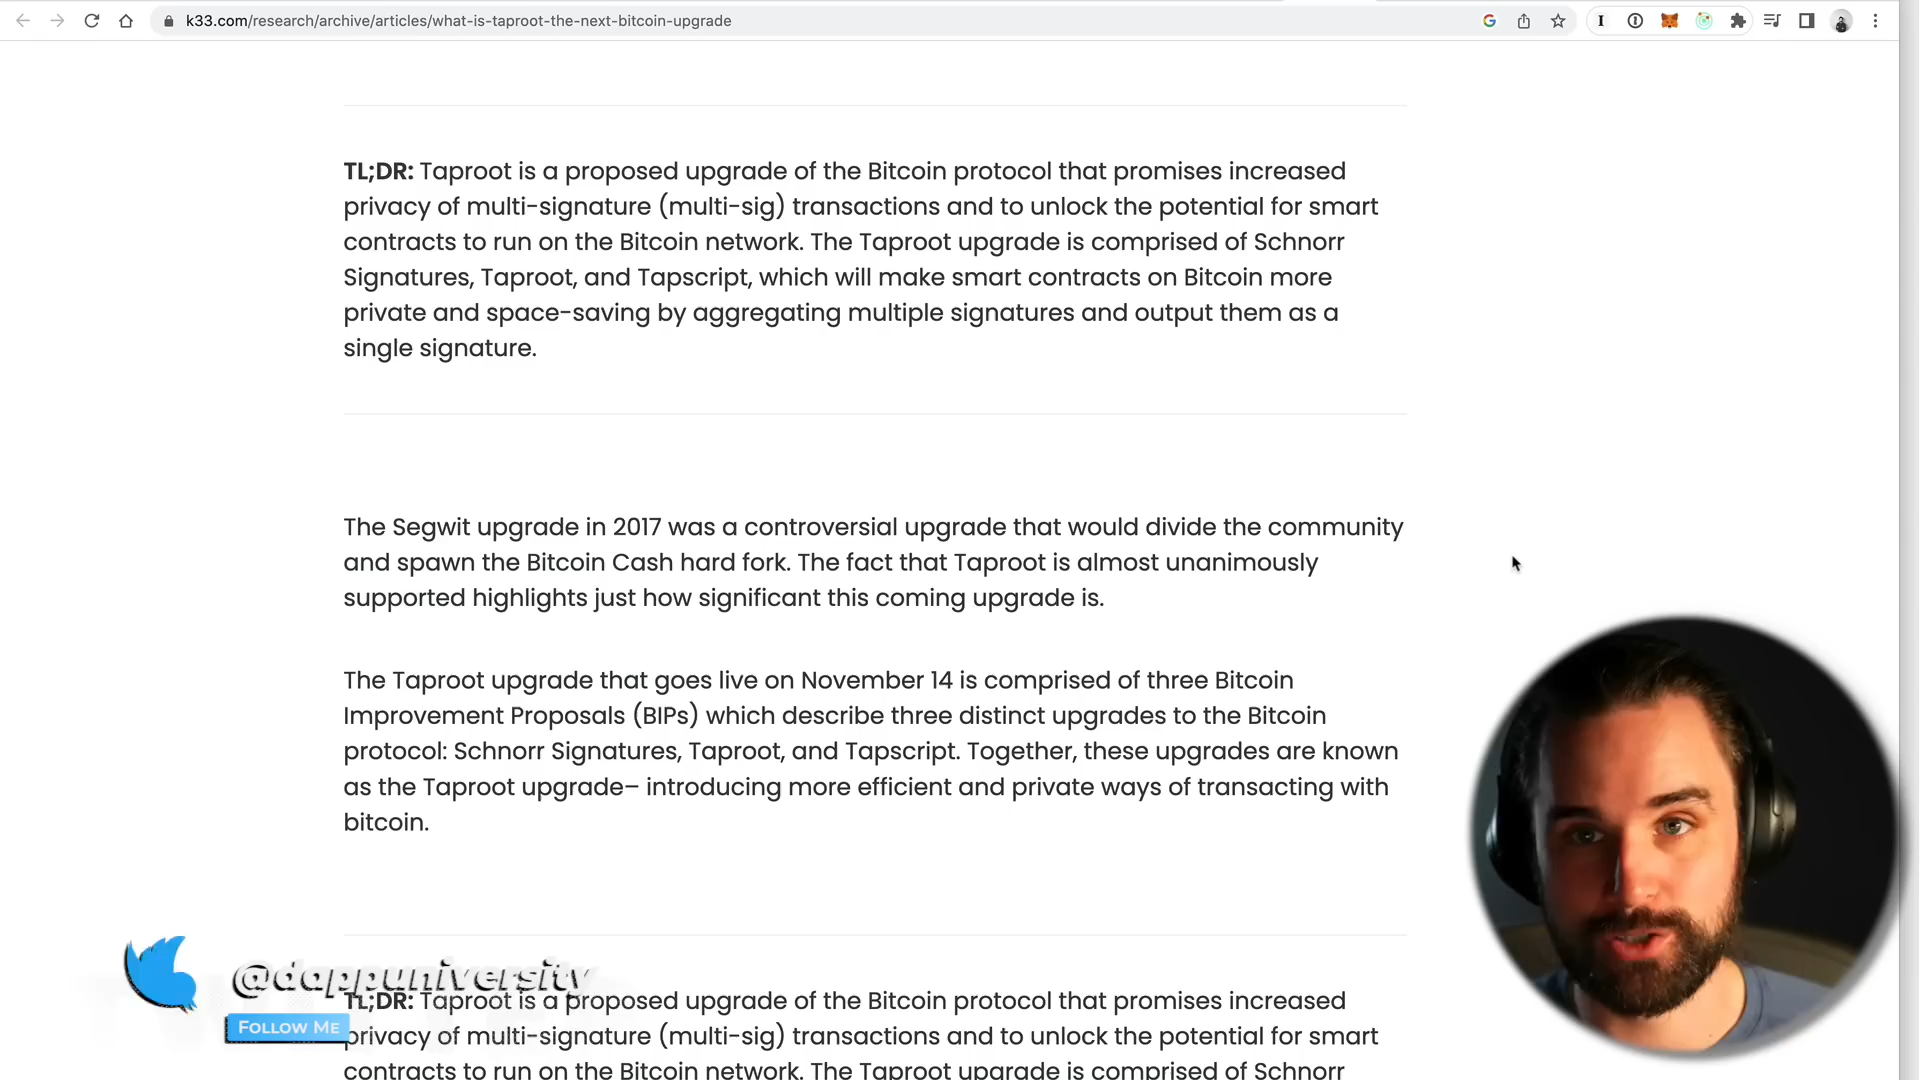 k33.com/research/archive/articles/what-is-taproot-the-next-bitcoin-upgrade
TL;DR: Taproot is a proposed upgrade of the Bitcoin protocol that promises increased
privacy of multi-signature (multi-sig) transactions and to unlock the potential for smart
contracts to run on the Bitcoin network. The Taproot upgrade is comprised of Schnorr
Signatures, Taproot, and Tapscript, which will make smart contracts on Bitcoin more
private and space-saving by aggregating multiple signatures and output them as a
single signature.
The Segwit upgrade in 2017 was a controversial upgrade that would divide the community
and spawn the Bitcoin Cash hard fork. The fact that Taproot is almost unanimously
supported highlights just how significant this coming upgrade is.
The Taproot upgrade that goes live on November 14 is comprised of three Bitcoin
Improvement Proposals (BIPs) which describe three distinct upgrades to the Bitcoin
protocol: Schnorr Signatures, Taproot, and Tapscript. Together, these upgrades are known
as the Taproot upgrade– introducing more efficient and private ways of transacting with
bitcoin.
@dappuniversity
FOLLOW ME
TL;DR: Taproot is a proposed upgrade of the Bitcoin protocol that promises increased
privacy of multi-signature (multi-sig) transactions and to unlock the potential for smart
contracts to run on the Bitcoin network. The Taproot upgrade is comprised of Schnorr